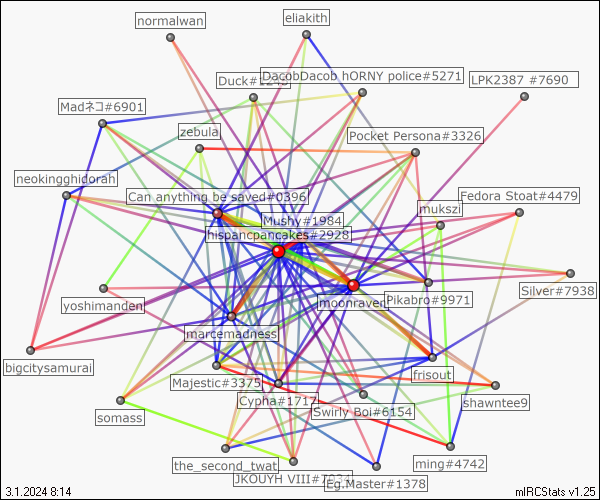 normalwan
eliakith
Duck#1243
DacobDacob hORNY police#5271
LPK2387 #7690
Madネコ#6901
zebula
Pocket Persona#3326
neokingghidorah
Can anything be saved#0396
Mushy#1984
mukszi
Fedora Stoat#4479
hispancpancakes#2928
yoshimanden
moonraven
Pikabro#9971
Silver#7938
marcemadness
bigcitysamurai
Majestic#3375
frisout
Cypha#1717
shawntee9
somass
Swirly Boi#6154
the_second_twat
ming#4742
JKOUYH VIII
Eg.Master#1378
3.1.2024 8:14
mIRCStats v1.25